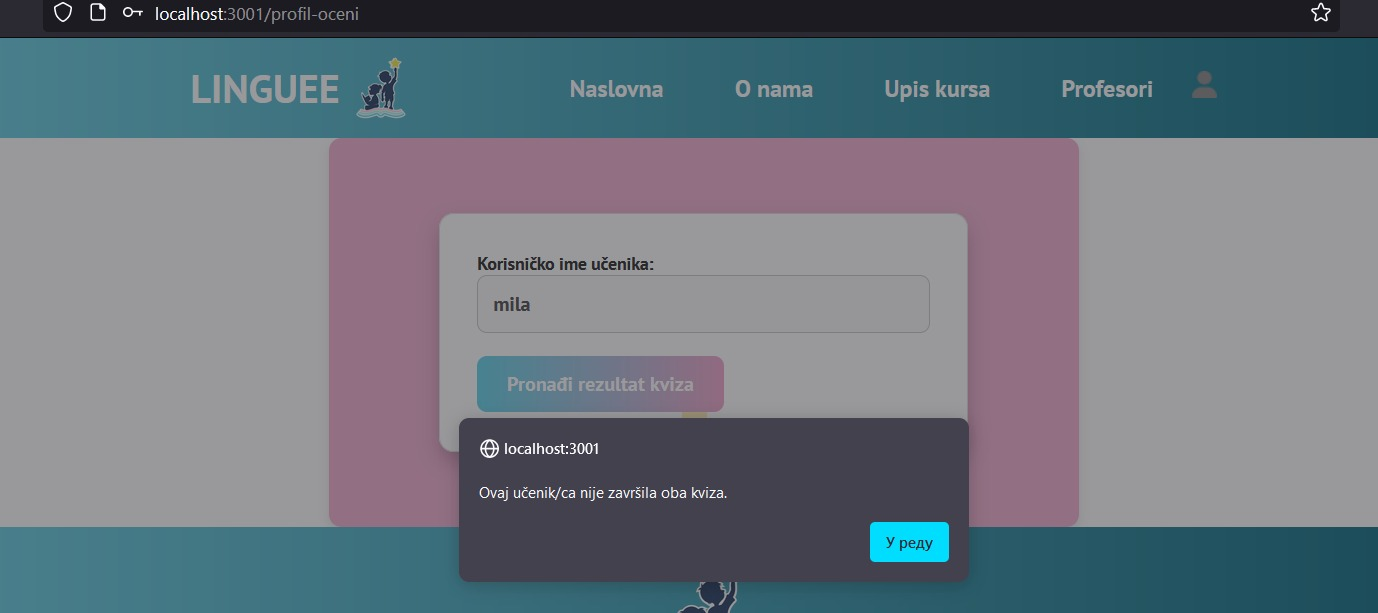 localhost:3001/profil-oceni
LINGUEE Naslovna O nama Upis kursa Profesori
Korisničko ime učenika:
mila
Pronađi rezultat kviza
localhost:3001
Ovaj učenik/ca nije završila oba kviza.
У реду